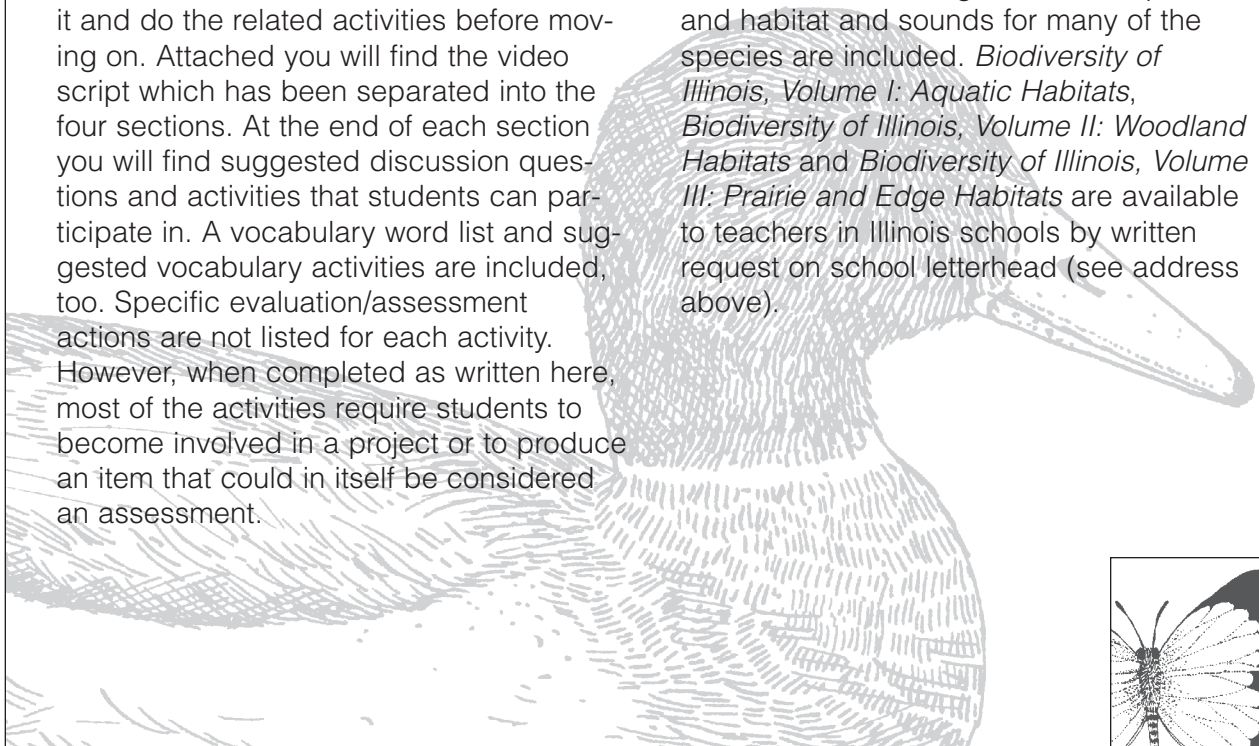 it and do the related activities before mov-
ing on. Attached you will find the video
script which has been separated into the
four sections. At the end of each section
you will find suggested discussion ques-
tions and activities that students can par-
ticipate in. A vocabulary word list and sug-
gested vocabulary activities are included,
too. Specific evaluation/assessment
actions are not listed for each activity.
However, when completed as written here,
most of the activities require students to
become involved in a project or to produce
an item that could in itself be considered
an assessment.
and habitat and sounds for many of the
species are included. Biodiversity of
Illinois, Volume I: Aquatic Habitats,
Biodiversity of Illinois, Volume II: Woodland
Habitats and Biodiversity of Illinois, Volume
III: Prairie and Edge Habitats are available
to teachers in Illinois schools by written
request on school letterhead (see address
above).